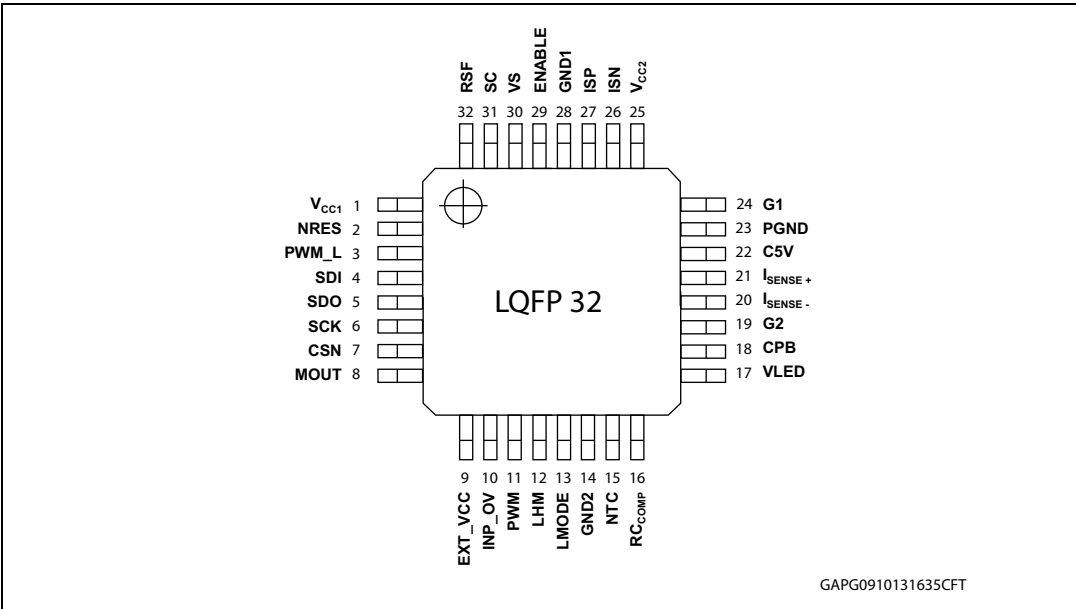 RSF SC VS ENABLE GND1 ISP ISN VCC2
32 31 30 29 28 27 26 25
VCC1 1
NRES 2
PWM_L 3
SDI 4
SDO 5
SCK 6
CSN 7
MOUT 8
LQFP 32
24 G1
23 PGND
22 C5V
21 ISENSE +
20 ISENSE -
19 G2
18 CPB
17 VLED
9 10 11 12 13 14 15 16
EXT_VCC INP_OV PWM LHM LMODE GND2 NTC RCCOMP
GAPG0910131635CFT